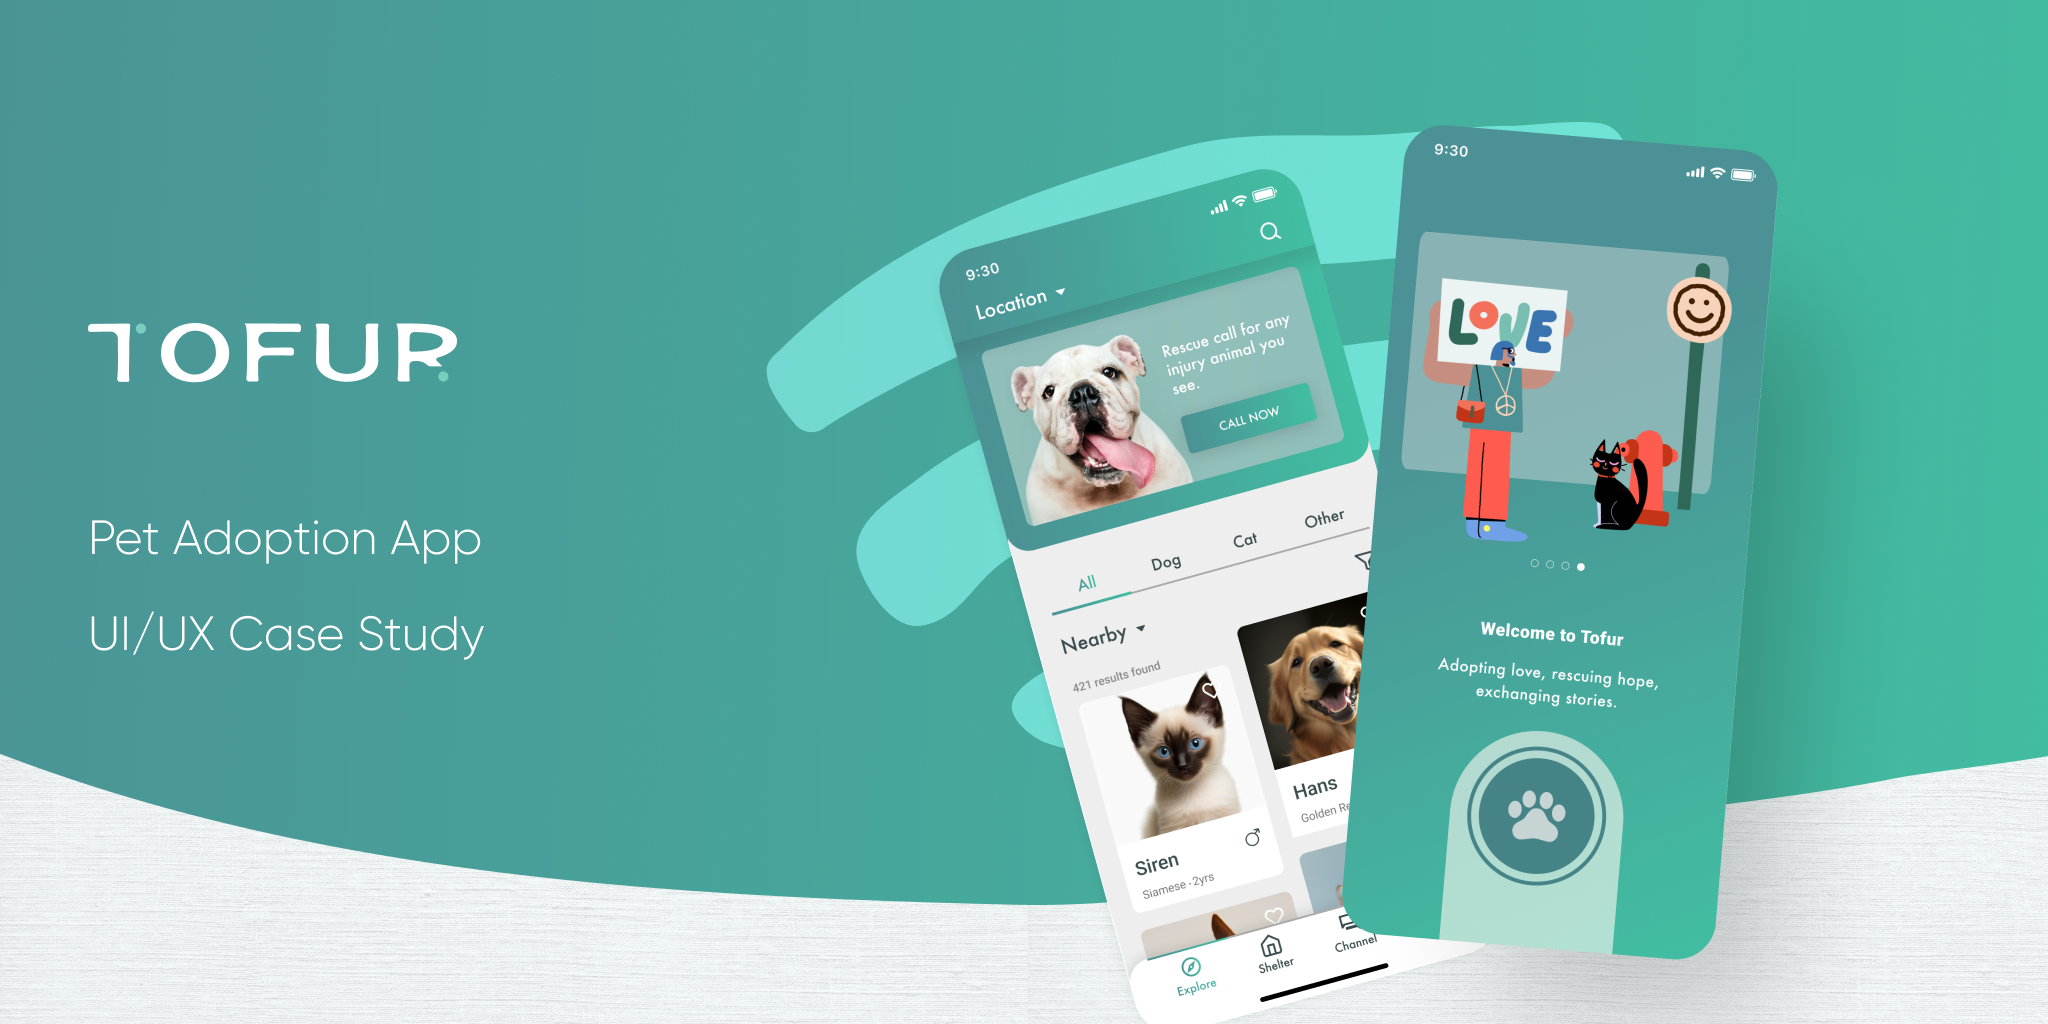 TOFUR
Pet Adoption App
UI/UX Case Study
9:30
Location
Rescue call for any
injury animal you
see.
CALL NOW
All
Dog
Cat
Other
Nearby
421 results found
Siren
Siamese · 2yrs
Hans
Golden
Explore
Shelter
Channel
9:30
LOVE
Welcome to Tofur
Adopting love, rescuing hope,
exchanging stories.